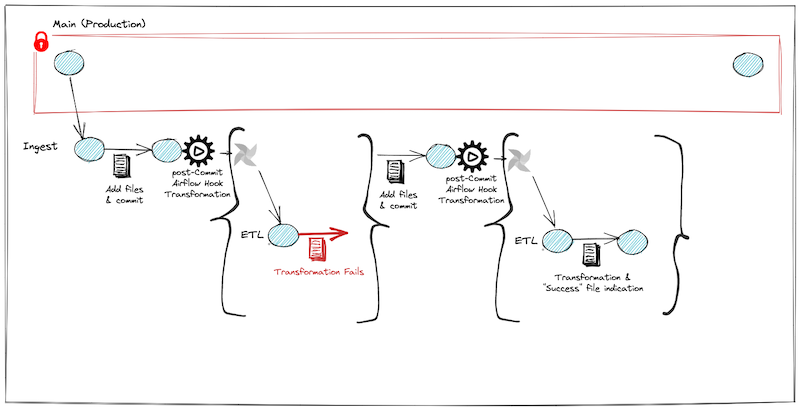 Main (Production)
Ingest
Add files
& commit
post-Commit
Airflow Hook
Transformation
ETL
Transformation Fails
Add files
& commit
post-Commit
Airflow Hook
Transformation
ETL
Transformation &
"Success" file indication